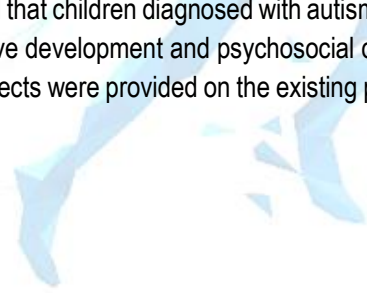 that children diagnosed with autism
ve development and psychosocial
ects were provided on the existing